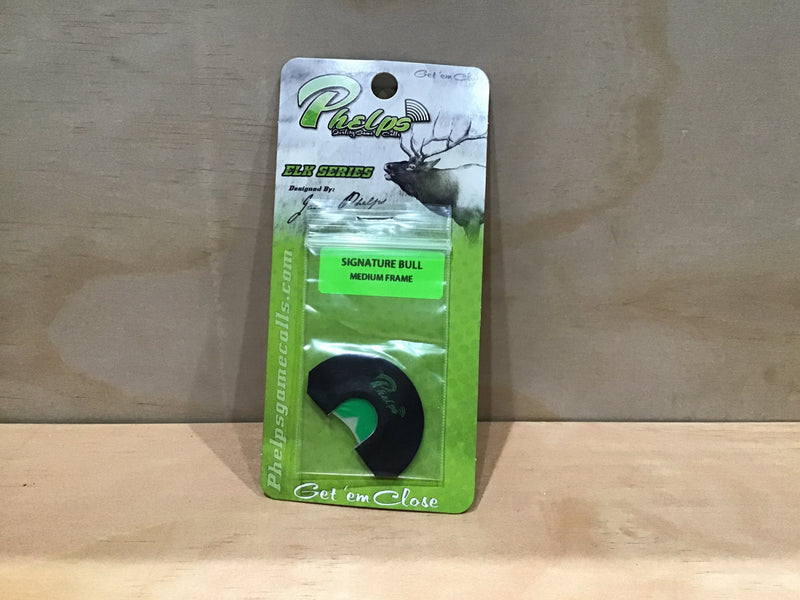 Get 'em Close
Phelps
Quality Game Calls
ELK SERIES
Designed By:
Phelps
SIGNATURE BULL
MEDIUM FRAME
Phelps
Phelpsgamecalls.com
Get 'em Close